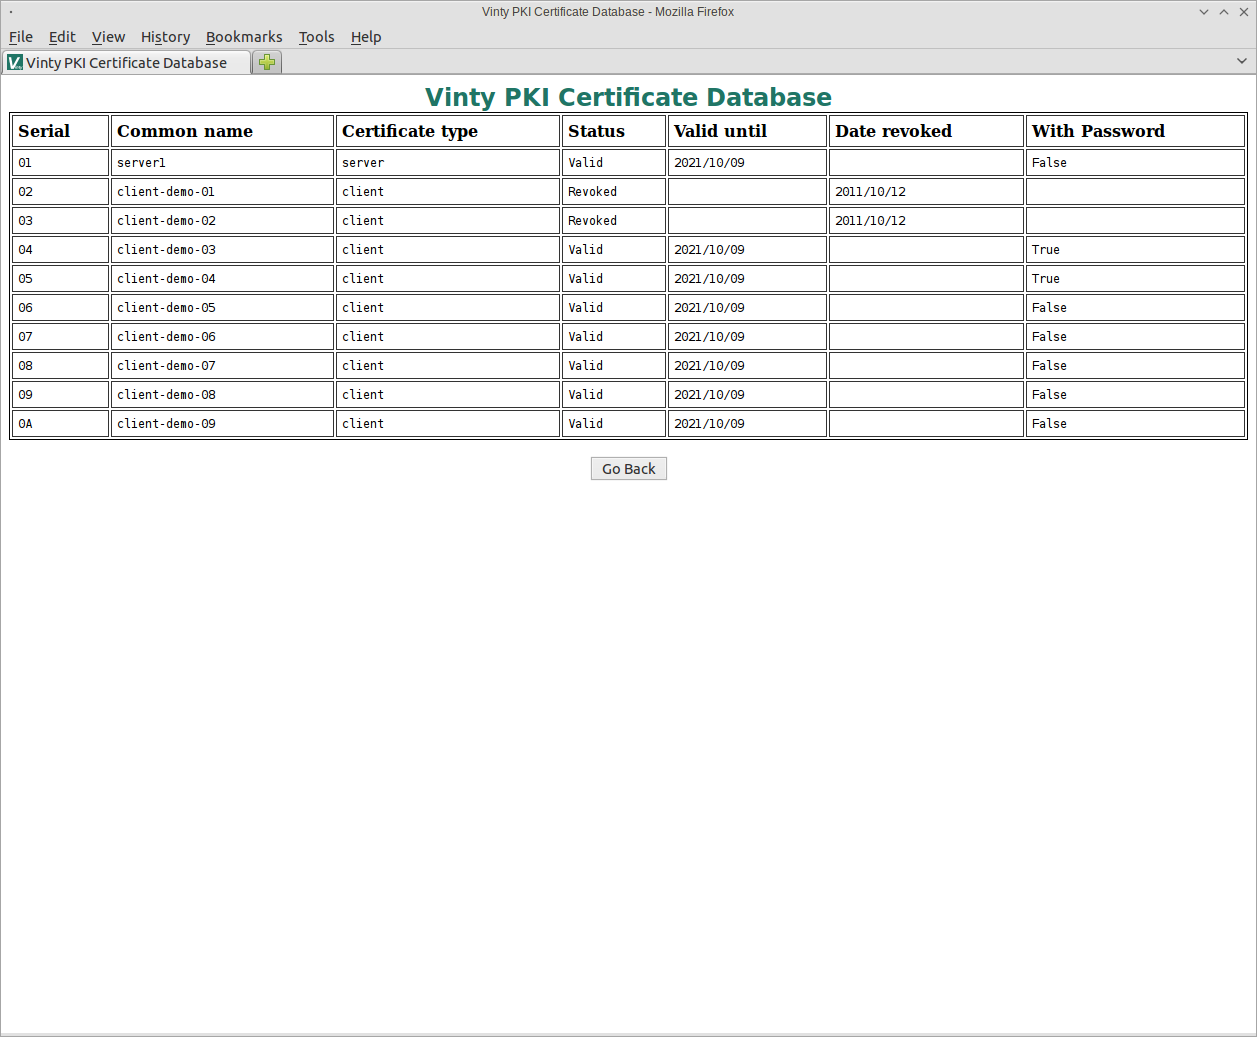 Vinty PKI Certificate Database - Mozilla Firefox
File Edit View History Bookmarks Tools Help
Vinty PKI Certificate Database
Vinty PKI Certificate Database
Serial Common name Certificate type Status Valid until Date revoked With Password
01 server1 server Valid 2021/10/09 False
02 client-demo-01 client Revoked 2011/10/12
03 client-demo-02 client Revoked 2011/10/12
04 client-demo-03 client Valid 2021/10/09 True
05 client-demo-04 client Valid 2021/10/09 True
06 client-demo-05 client Valid 2021/10/09 False
07 client-demo-06 client Valid 2021/10/09 False
08 client-demo-07 client Valid 2021/10/09 False
09 client-demo-08 client Valid 2021/10/09 False
0A client-demo-09 client Valid 2021/10/09 False
Go Back